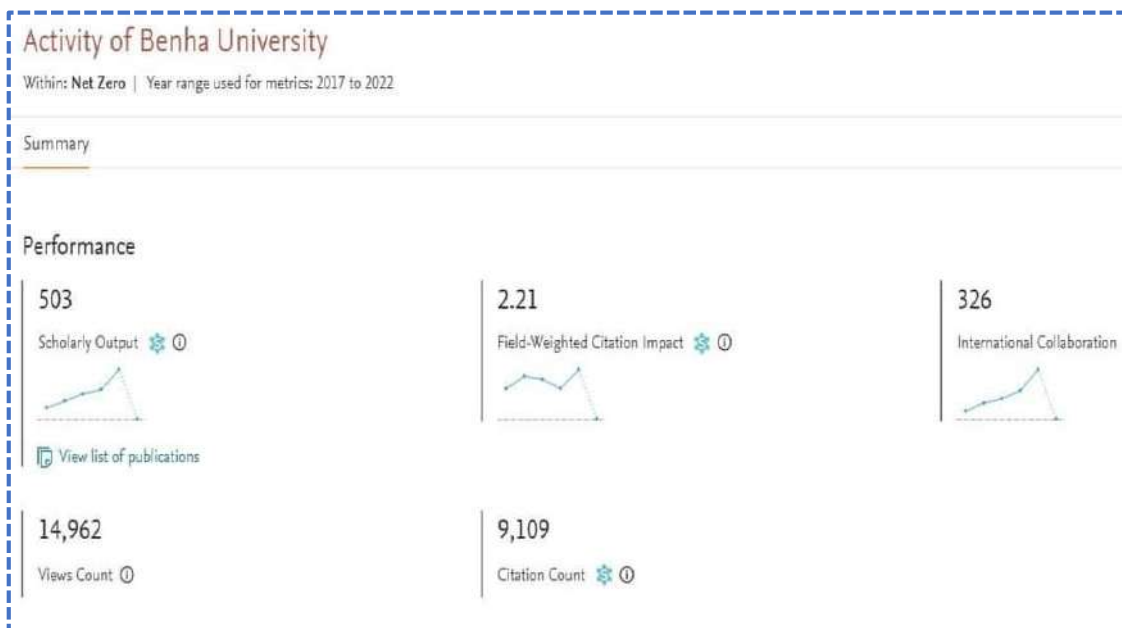 Activity of Benha University
Within: Net Zero | Year range used for metrics: 2017 to 2022
Summary
Performance
503
Scholarly Output
2.21
Field-Weighted Citation Impact
326
International Collaboration
View list of publications
14,962
Views Count
9,109
Citation Count